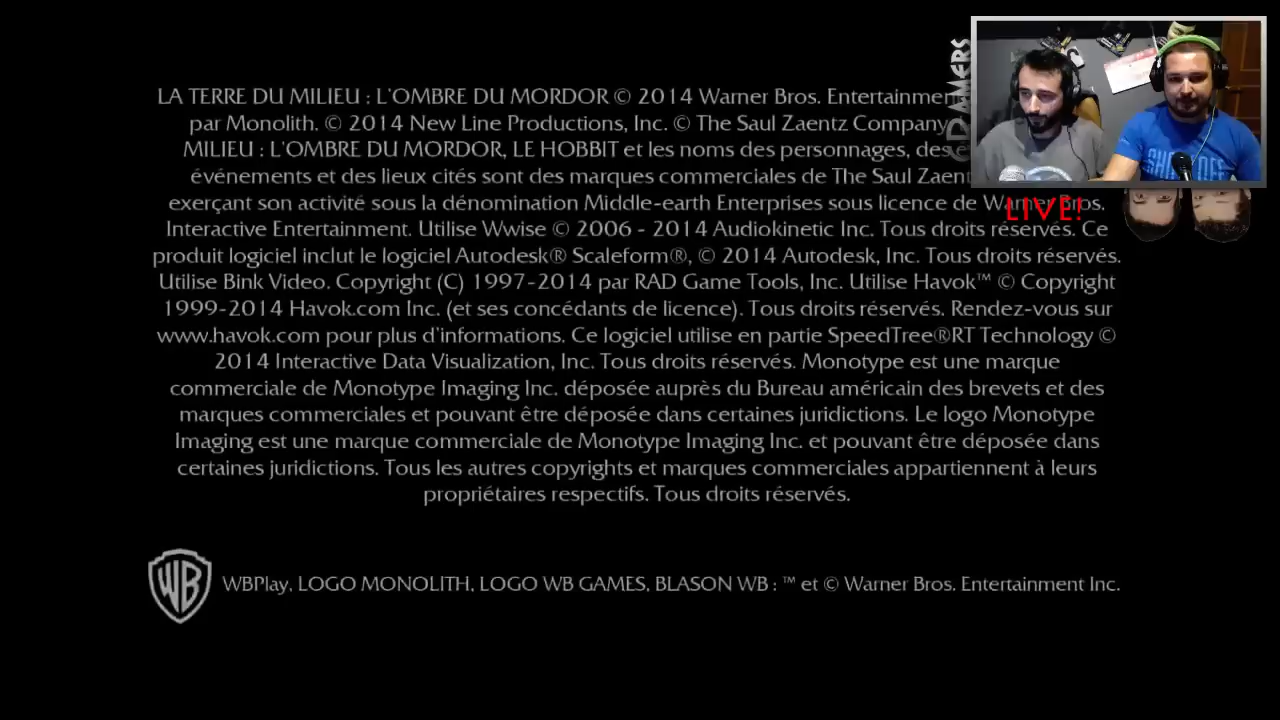 LA TERRE DU MILIEU : L'OMBRE DU MORDOR © 2014 Warner Bros. Entertainment
par Monolith. © 2014 New Line Productions, Inc. © The Saul Zaentz Company
MILIEU : L'OMBRE DU MORDOR, LE HOBBIT et les noms des personnages, des
événements et des lieux cités sont des marques commerciales de The Saul Zaentz
exerçant son activité sous la dénomination Middle-earth Enterprises sous licence de Warner Bros.
Interactive Entertainment. Utilise Wwise © 2006 - 2014 Audiokinetic Inc. Tous droits réservés. Ce
produit logiciel inclut le logiciel Autodesk® Scaleform®, © 2014 Autodesk, Inc. Tous droits réservés.
Utilise Bink Video. Copyright (C) 1997-2014 par RAD Game Tools, Inc. Utilise Havok™ © Copyright
1999-2014 Havok.com Inc. (et ses concédants de licence). Tous droits réservés. Rendez-vous sur
www.havok.com pour plus d'informations. Ce logiciel utilise en partie SpeedTree®RT Technology ©
2014 Interactive Data Visualization, Inc. Tous droits réservés. Monotype est une marque
commerciale de Monotype Imaging Inc. déposée auprès du Bureau américain des brevets et des
marques commerciales et pouvant être déposée dans certaines juridictions. Le logo Monotype
Imaging est une marque commerciale de Monotype Imaging Inc. et pouvant être déposée dans
certaines juridictions. Tous les autres copyrights et marques commerciales appartiennent à leurs
propriétaires respectifs. Tous droits réservés.
WB WBPlay, LOGO MONOLITH, LOGO WB GAMES, BLASON WB : ™ et © Warner Bros. Entertainment Inc.
LIVE!